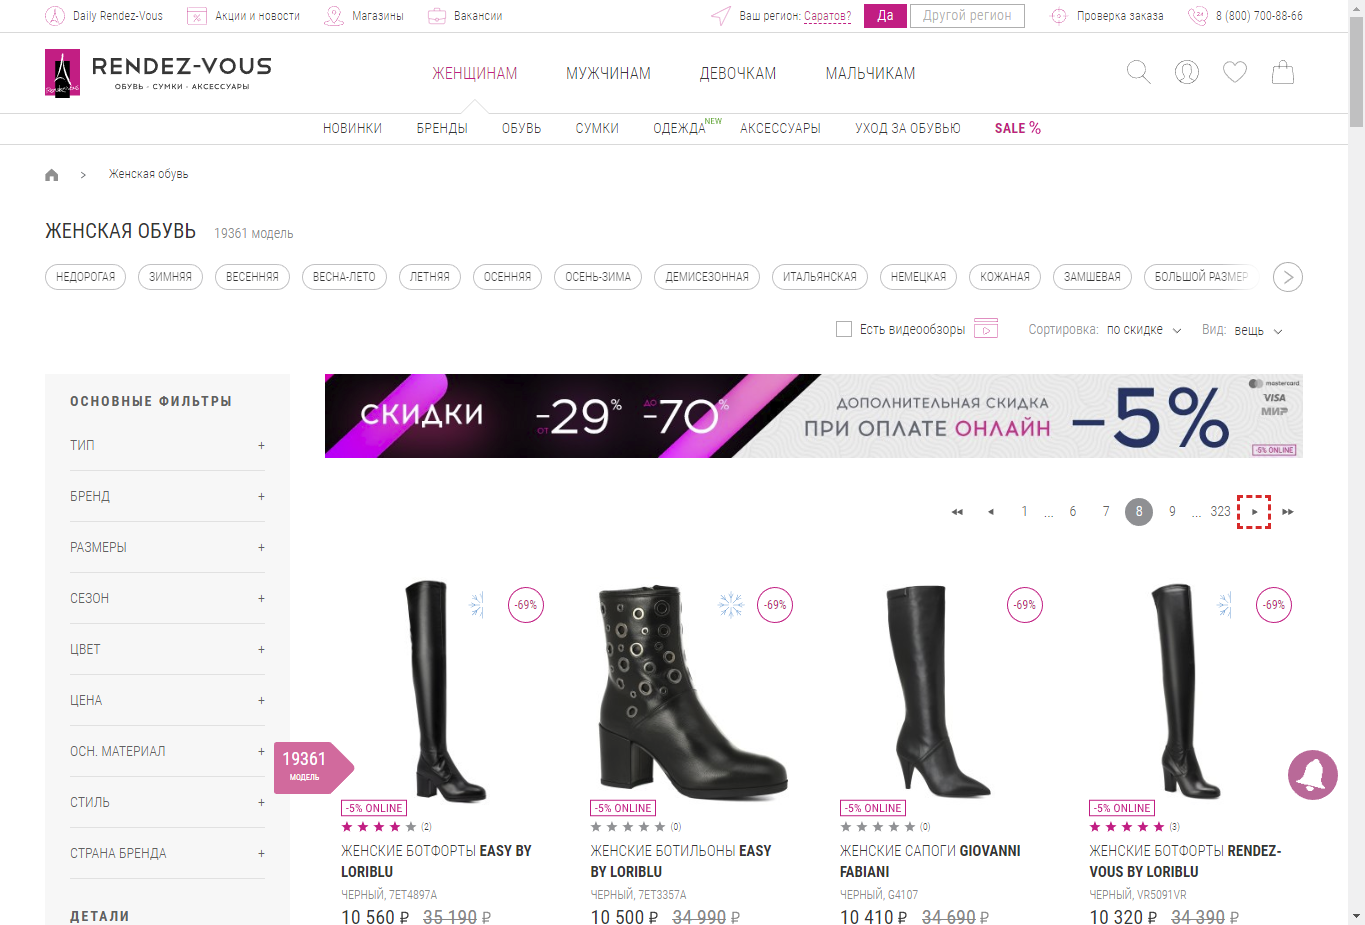 Daily Rendez-Vous
Акции и новости
Магазины
Вакансии
Ваш регион: Саратов?
Да
Другой регион
Проверка заказа
8 (800) 700-88-66
RENDEZ-VOUS
ОБУВЬ · СУМКИ · АКСЕССУАРЫ
ЖЕНЩИНАМ
МУЖЧИНАМ
ДЕВОЧКАМ
МАЛЬЧИКАМ
НОВИНКИ
БРЕНДЫ
ОБУВЬ
СУМКИ
ОДЕЖДА NEW
АКСЕССУАРЫ
УХОД ЗА ОБУВЬЮ
SALE %
> Женская обувь
ЖЕНСКАЯ ОБУВЬ 19361 модель
НЕДОРОГАЯ
ЗИМНЯЯ
ВЕСЕННЯЯ
ВЕСНА-ЛЕТО
ЛЕТНЯЯ
ОСЕННЯЯ
ОСЕНЬ-ЗИМА
ДЕМИСЕЗОННАЯ
ИТАЛЬЯНСКАЯ
НЕМЕЦКАЯ
КОЖАНАЯ
ЗАМШЕВАЯ
БОЛЬШОЙ РАЗМЕР
Есть видеообзоры
Сортировка: по скидке
Вид: вещь
ОСНОВНЫЕ ФИЛЬТРЫ
ТИП +
БРЕНД +
РАЗМЕРЫ +
СЕЗОН +
ЦВЕТ +
ЦЕНА +
ОСН. МАТЕРИАЛ +
СТИЛЬ +
СТРАНА БРЕНДА +
ДЕТАЛИ
19361
МОДЕЛЬ
СКИДКИ ОТ -29% ДО -70%
ДОПОЛНИТЕЛЬНАЯ СКИДКА
ПРИ ОПЛАТЕ ОНЛАЙН
-5%
mastercard
VISA
МИР
-5% ONLINE
1 ... 6 7 8 9 ... 323
-69%
-5% ONLINE
(2)
ЖЕНСКИЕ БОТФОРТЫ EASY BY
LORIBLU
ЧЕРНЫЙ, 7ET4897A
10 560 ₽ 35 190 ₽
-69%
-5% ONLINE
(0)
ЖЕНСКИЕ БОТИЛЬОНЫ EASY
BY LORIBLU
ЧЕРНЫЙ, 7ET3357A
10 500 ₽ 34 990 ₽
-69%
-5% ONLINE
(0)
ЖЕНСКИЕ САПОГИ GIOVANNI
FABIANI
ЧЕРНЫЙ, G4107
10 410 ₽ 34 690 ₽
-69%
-5% ONLINE
(3)
ЖЕНСКИЕ БОТФОРТЫ RENDEZ-
VOUS BY LORIBLU
ЧЕРНЫЙ, VR5091VR
10 320 ₽ 34 390 ₽